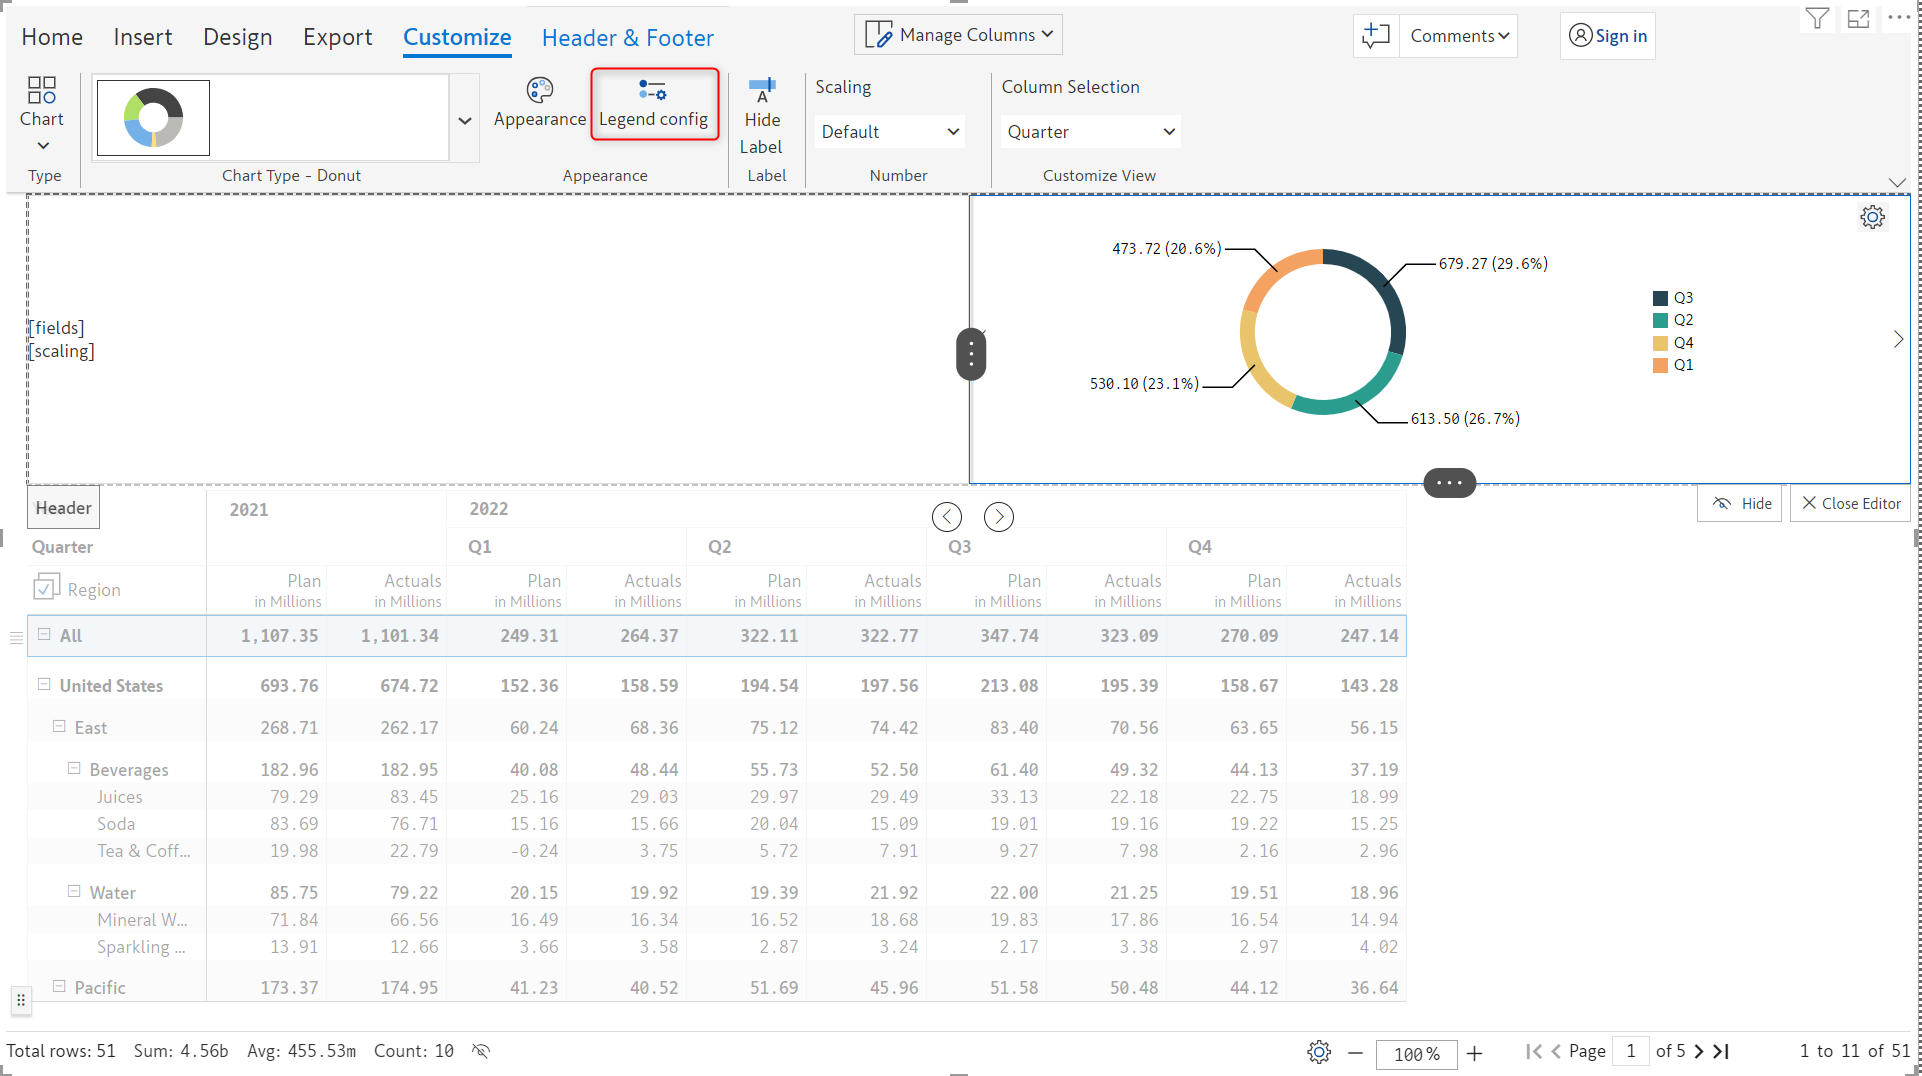 Home Insert Design Export Customize Header & Footer Manage Columns Comments Sign in
Chart
Type
Chart Type - Donut
Appearance Legend config
Appearance
A
Hide
Label
Label
Scaling
Default
Number
Column Selection
Quarter
Customize View
[fields]
[scaling]
473.72 (20.6%)
679.27 (29.6%)
530.10 (23.1%)
613.50 (26.7%)
Q3
Q2
Q4
Q1
Header
Hide Close Editor
2021 2022
Quarter Q1 Q2 Q3 Q4
Region Plan Actuals Plan Actuals Plan Actuals Plan Actuals Plan Actuals
in Millions in Millions in Millions in Millions in Millions in Millions in Millions in Millions in Millions in Millions
All 1,107.35 1,101.34 249.31 264.37 322.11 322.77 347.74 323.09 270.09 247.14
United States 693.76 674.72 152.36 158.59 194.54 197.56 213.08 195.39 158.67 143.28
East 268.71 262.17 60.24 68.36 75.12 74.42 83.40 70.56 63.65 56.15
Beverages 182.96 182.95 40.08 48.44 55.73 52.50 61.40 49.32 44.13 37.19
Juices 79.29 83.45 25.16 29.03 29.97 29.49 33.13 22.18 22.75 18.99
Soda 83.69 76.71 15.16 15.66 20.04 15.09 19.01 19.16 19.22 15.25
Tea & Coff... 19.98 22.79 -0.24 3.75 5.72 7.91 9.27 7.98 2.16 2.96
Water 85.75 79.22 20.15 19.92 19.39 21.92 22.00 21.25 19.51 18.96
Mineral W... 71.84 66.56 16.49 16.34 16.52 18.68 19.83 17.86 16.54 14.94
Sparkling ... 13.91 12.66 3.66 3.58 2.87 3.24 2.17 3.38 2.97 4.02
Pacific 173.37 174.95 41.23 40.52 51.69 45.96 51.58 50.48 44.12 36.64
Total rows: 51 Sum: 4.56b Avg: 455.53m Count: 10 100 % Page 1 of 5 1 to 11 of 51